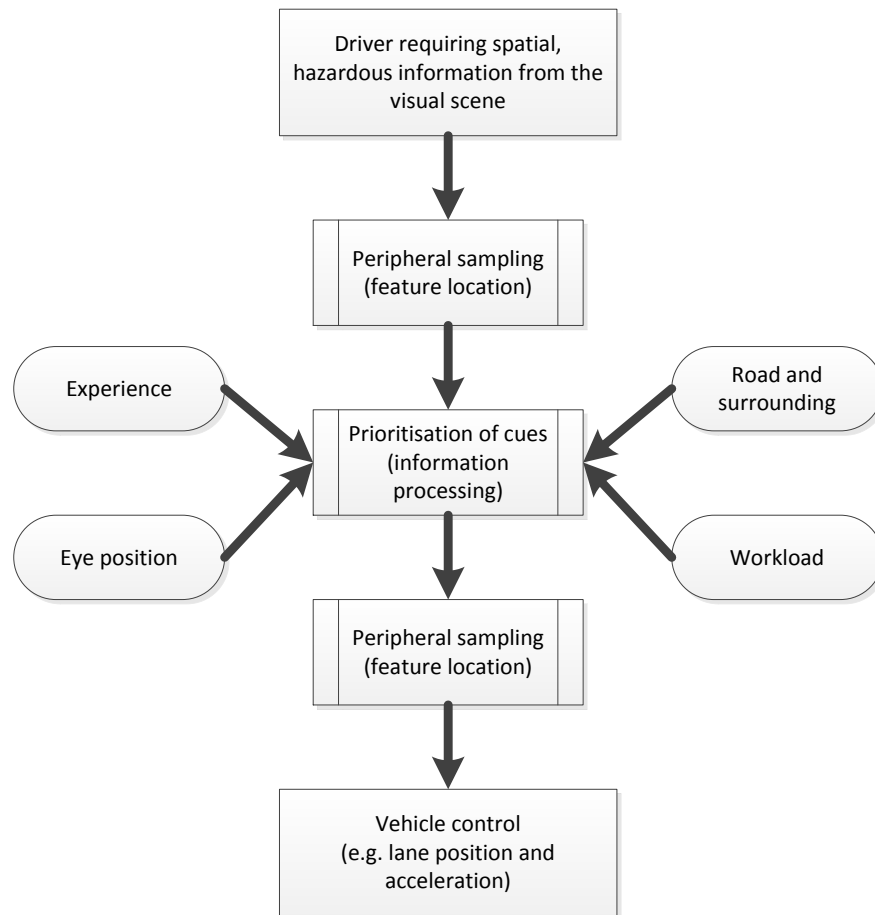 Driver requiring spatial,
hazardous information from the
visual scene
Peripheral sampling
(feature location)
Experience
Road and
surrounding
Prioritisation of cues
(information
processing)
Eye position
Workload
Peripheral sampling
(feature location)
Vehicle control
(e.g. lane position and
acceleration)